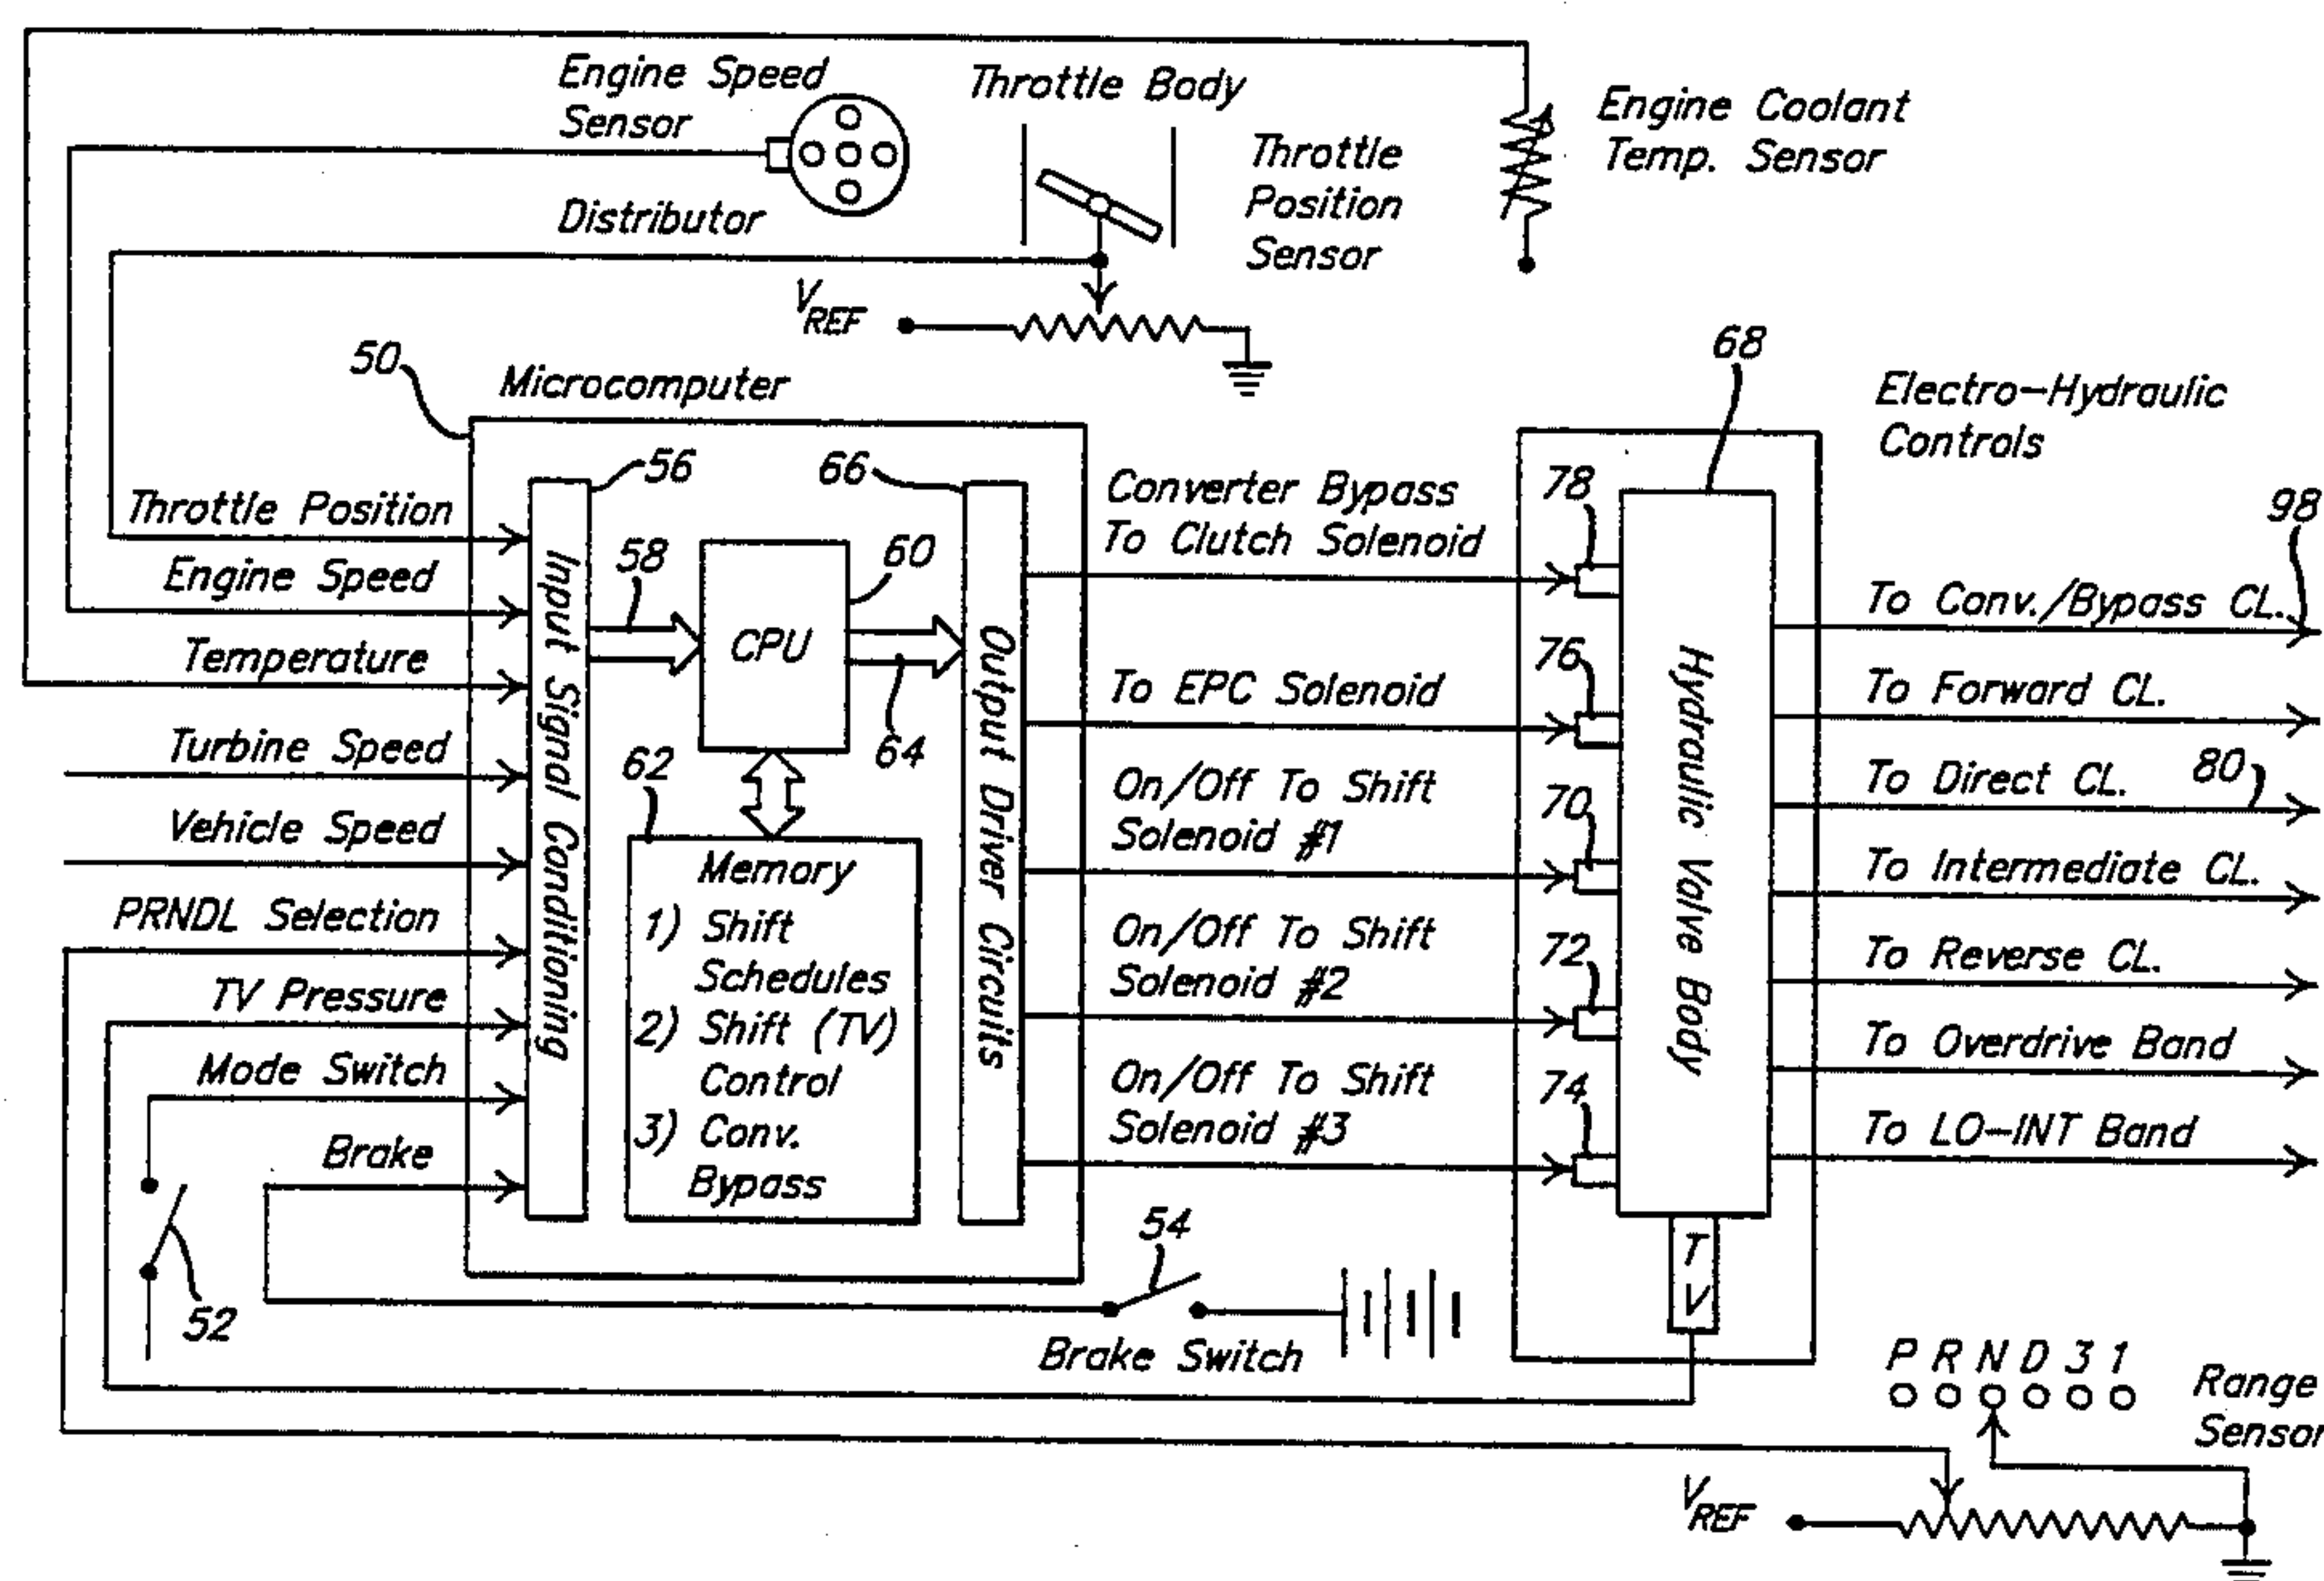 Engine Speed
Sensor
Distributor
Throttle Body
Throttle
Position
Sensor
Engine Coolant
Temp. Sensor
VREF
50
Microcomputer
68
Electro-Hydraulic
Controls
Throttle Position
Engine Speed
Temperature
Turbine Speed
Vehicle Speed
PRNDL Selection
TV Pressure
Mode Switch
Brake
52
56
Input Signal Conditioning
58
CPU
60
62
64
66
Memory
1) Shift
Schedules
2) Shift (TV)
Control
3) Conv.
Bypass
Output Driver Circuits
Converter Bypass
To Clutch Solenoid
To EPC Solenoid
On/Off To Shift
Solenoid #1
On/Off To Shift
Solenoid #2
On/Off To Shift
Solenoid #3
78
76
70
72
74
Hydraulic Valve Body
TV
98
To Conv./Bypass CL.
To Forward CL.
To Direct CL.
80
To Intermediate CL.
To Reverse CL.
To Overdrive Band
To LO-INT Band
54
Brake Switch
P R N D 3 1
Range
Sensor
VREF